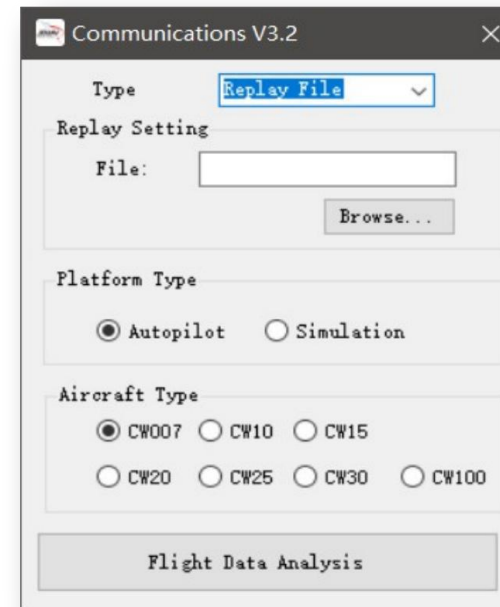 Communications V3.2
Type Replay File
Replay Setting
File:
Browse...
Platform Type
Autopilot Simulation
Aircraft Type
CW007 CW10 CW15
CW20 CW25 CW30 CW100
Flight Data Analysis